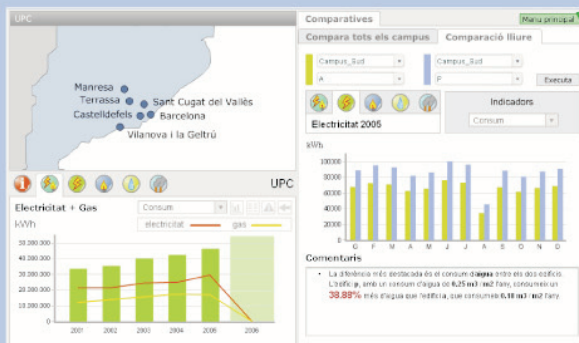 UPC
Manresa
Terrassa
Sant Cugat del Vallès
Castelldefels
Barcelona
Vilanova i la Geltrú
UPC
Electricitat + Gas
Consum
kWh
electricitat
gas
50.000.000
40.000.000
30.000.000
20.000.000
10.000.000
0
2001 2002 2003 2004 2005 2006
Comparatives
Menu principal
Compara tots els campus
Comparació lliure
Campus_Sud
Campus_Sud
A
P
Executa
Electricitat 2005
Indicadors
Consum
kWh
100000
80000
60000
40000
20000
0
G F M A M J J A S O N D
Comentaris
La diferència més destacada és el consum d'aigua entre els dos edificis.
L'edifici p, amb un consum d'aigua de 0.25 m3 / m2 l'any, consumeix un
38.88% més d'aigua que l'edifici a, que consumeix 0.18 m3 / m2 l'any.